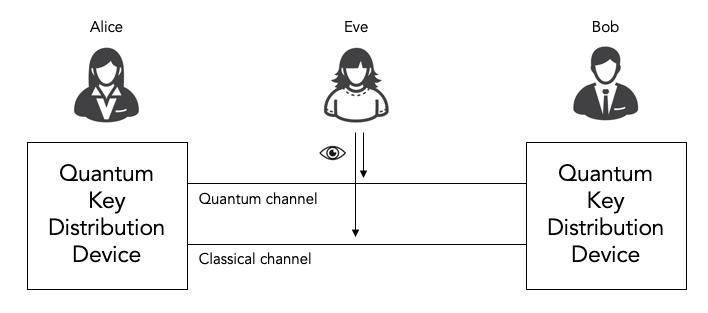 Alice
Eve
Bob
Quantum
Key
Distribution
Device
Quantum channel
Classical channel
Quantum
Key
Distribution
Device